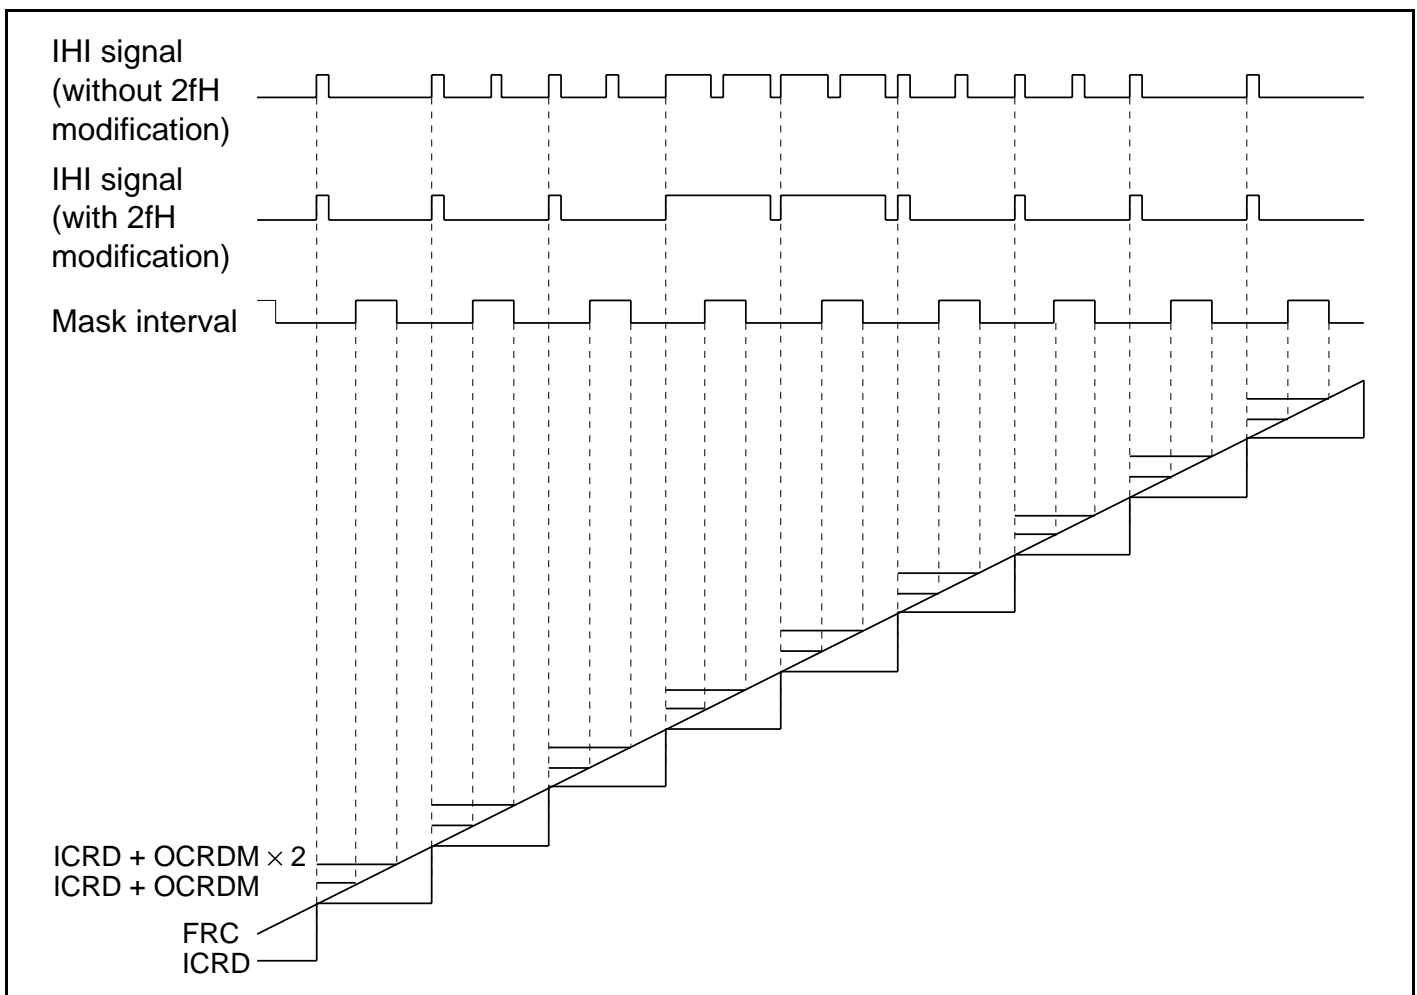 IHI signal
(without 2fH
modification)
IHI signal
(with 2fH
modification)
Mask interval
ICRD + OCRDM × 2
ICRD + OCRDM
FRC
ICRD